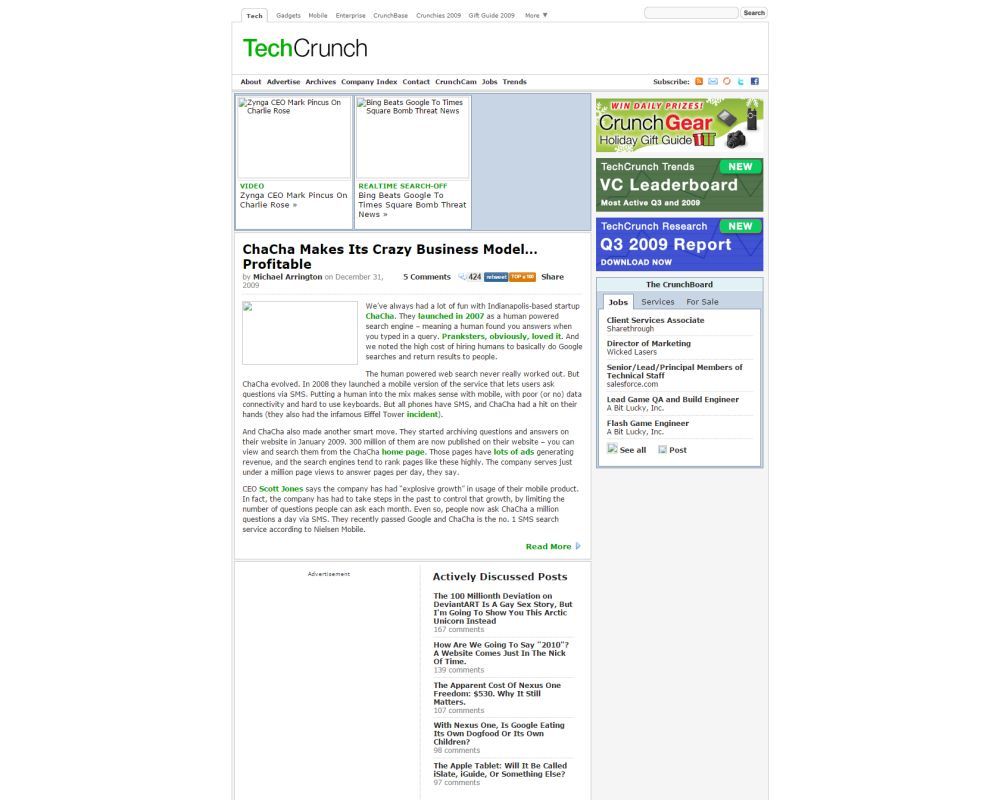 Tech Gadgets Mobile Enterprise CrunchBase Crunchies 2009 Gift Guide 2009 More ▼ Search
TechCrunch
About Advertise Archives Company Index Contact CrunchCam Jobs Trends Subscribe:
Zynga CEO Mark Pincus On
Charlie Rose
VIDEO
Zynga CEO Mark Pincus On
Charlie Rose »
Bing Beats Google To Times
Square Bomb Threat News
REALTIME SEARCH-OFF
Bing Beats Google To
Times Square Bomb Threat
News »
ChaCha Makes Its Crazy Business Model…
Profitable
by Michael Arrington on December 31,
2009
5 Comments 424 retweet TOP 100 Share
We've always had a lot of fun with Indianapolis-based startup
ChaCha. They launched in 2007 as a human powered
search engine – meaning a human found you answers when
you typed in a query. Pranksters, obviously, loved it. And
we noted the high cost of hiring humans to basically do Google
searches and return results to people.
The human powered web search never really worked out. But
ChaCha evolved. In 2008 they launched a mobile version of the service that lets users ask
questions via SMS. Putting a human into the mix makes sense with mobile, with poor (or no) data
connectivity and hard to use keyboards. But all phones have SMS, and ChaCha had a hit on their
hands (they also had the infamous Eiffel Tower incident).
And ChaCha also made another smart move. They started archiving questions and answers on
their website in January 2009. 300 million of them are now published on their website – you can
view and search them from the ChaCha home page. Those pages have lots of ads generating
revenue, and the search engines tend to rank pages like these highly. The company serves just
under a million page views to answer pages per day, they say.
CEO Scott Jones says the company has had "explosive growth" in usage of their mobile product.
In fact, the company has had to take steps in the past to control that growth, by limiting the
number of questions people can ask each month. Even so, people now ask ChaCha a million
questions a day via SMS. They recently passed Google and ChaCha is the no. 1 SMS search
service according to Nielsen Mobile.
Read More
Advertisement
Actively Discussed Posts
The 100 Millionth Deviation on
DeviantART Is A Gay Sex Story, But
I'm Going To Show You This Arctic
Unicorn Instead
167 comments
How Are We Going To Say "2010"?
A Website Comes Just In The Nick
Of Time.
139 comments
The Apparent Cost Of Nexus One
Freedom: $530. Why It Still
Matters.
107 comments
With Nexus One, Is Google Eating
Its Own Dogfood Or Its Own
Children?
98 comments
The Apple Tablet: Will It Be Called
iSlate, iGuide, Or Something Else?
97 comments
WIN DAILY PRIZES!
CrunchGear
Holiday Gift Guide
TechCrunch Trends NEW
VC Leaderboard
Most Active Q3 and 2009
TechCrunch Research NEW
Q3 2009 Report
DOWNLOAD NOW
The CrunchBoard
Jobs Services For Sale
Client Services Associate
Sharethrough
Director of Marketing
Wicked Lasers
Senior/Lead/Principal Members of
Technical Staff
salesforce.com
Lead Game QA and Build Engineer
A Bit Lucky, Inc.
Flash Game Engineer
A Bit Lucky, Inc.
See all Post